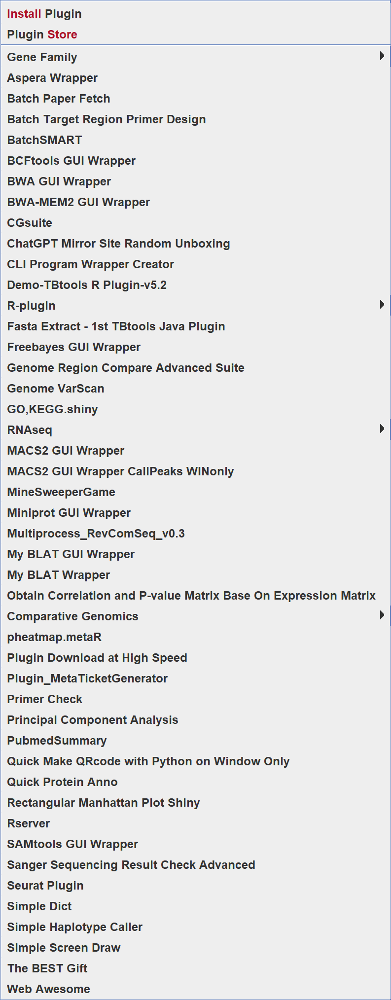 Install Plugin
Plugin Store
Gene Family
Aspera Wrapper
Batch Paper Fetch
Batch Target Region Primer Design
BatchSMART
BCFtools GUI Wrapper
BWA GUI Wrapper
BWA-MEM2 GUI Wrapper
CGsuite
ChatGPT Mirror Site Random Unboxing
CLI Program Wrapper Creator
Demo-TBtools R Plugin-v5.2
R-plugin
Fasta Extract - 1st TBtools Java Plugin
Freebayes GUI Wrapper
Genome Region Compare Advanced Suite
Genome VarScan
GO,KEGG.shiny
RNAseq
MACS2 GUI Wrapper
MACS2 GUI Wrapper CallPeaks WINonly
MineSweeperGame
Miniprot GUI Wrapper
Multiprocess_RevComSeq_v0.3
My BLAT GUI Wrapper
My BLAT Wrapper
Obtain Correlation and P-value Matrix Base On Expression Matrix
Comparative Genomics
pheatmap.metaR
Plugin Download at High Speed
Plugin_MetaTicketGenerator
Primer Check
Principal Component Analysis
PubmedSummary
Quick Make QRcode with Python on Window Only
Quick Protein Anno
Rectangular Manhattan Plot Shiny
Rserver
SAMtools GUI Wrapper
Sanger Sequencing Result Check Advanced
Seurat Plugin
Simple Dict
Simple Haplotype Caller
Simple Screen Draw
The BEST Gift
Web Awesome